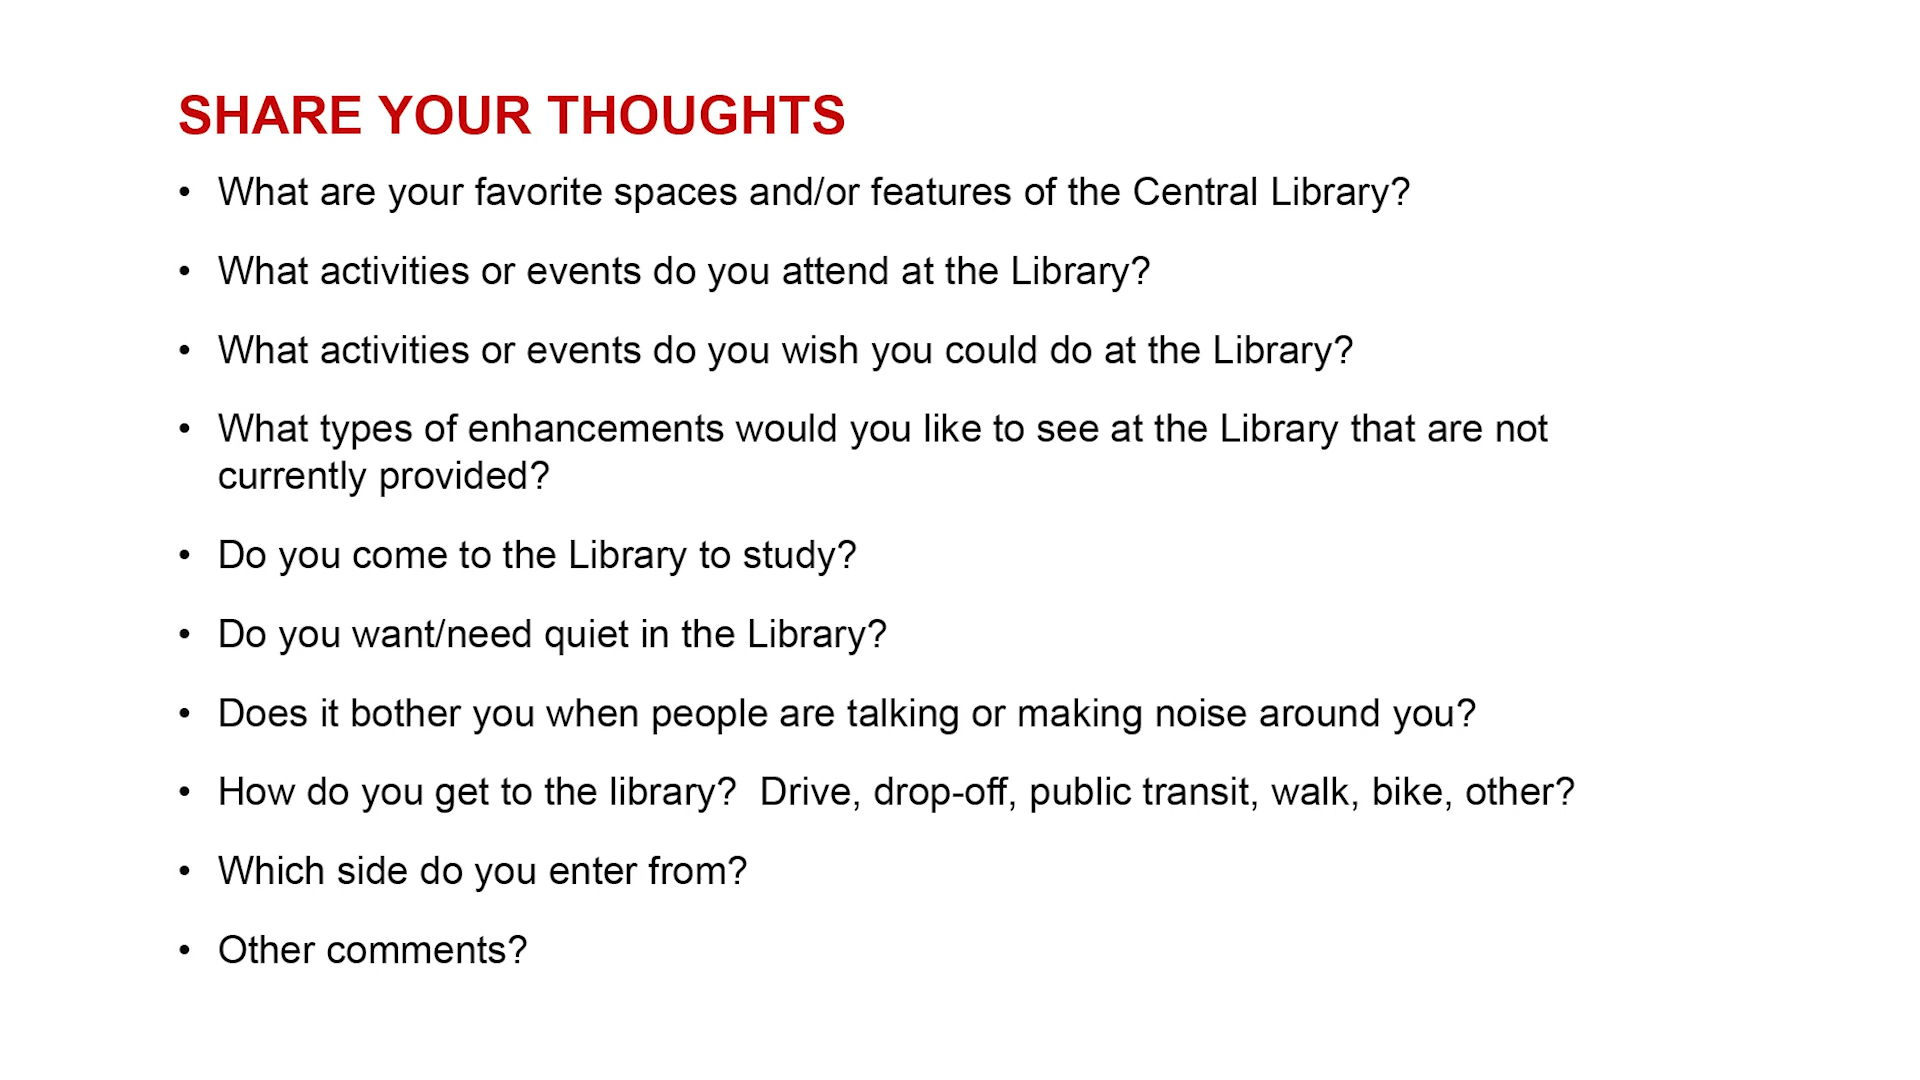 SHARE YOUR THOUGHTS
• What are your favorite spaces and/or features of the Central Library?
• What activities or events do you attend at the Library?
• What activities or events do you wish you could do at the Library?
• What types of enhancements would you like to see at the Library that are not
currently provided?
• Do you come to the Library to study?
• Do you want/need quiet in the Library?
• Does it bother you when people are talking or making noise around you?
• How do you get to the library?  Drive, drop-off, public transit, walk, bike, other?
• Which side do you enter from?
• Other comments?